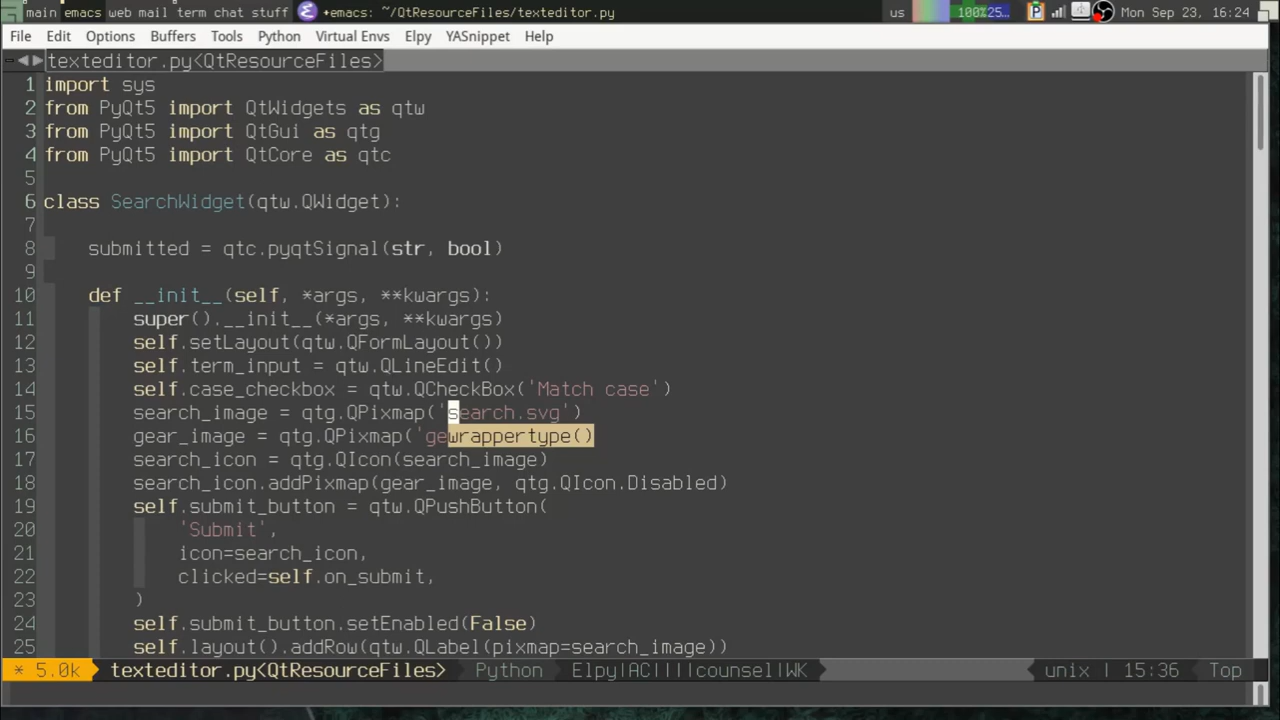 main emacs web mail term chat stuff +emacs: ~/QtResourceFiles/texteditor.py us 100%25... Mon Sep 23, 16:24
File Edit Options Buffers Tools Python Virtual Envs Elpy YASnippet Help
texteditor.py<QtResourceFiles>
1 import sys
2 from PyQt5 import QtWidgets as qtw
3 from PyQt5 import QtGui as qtg
4 from PyQt5 import QtCore as qtc
5
6 class SearchWidget(qtw.QWidget):
7
8 submitted = qtc.pyqtSignal(str, bool)
9
10 def __init__(self, *args, **kwargs):
11 super().__init__(*args, **kwargs)
12 self.setLayout(qtw.QFormLayout())
13 self.term_input = qtw.QLineEdit()
14 self.case_checkbox = qtw.QCheckBox('Match case')
15 search_image = qtg.QPixmap('search.svg')
16 gear_image = qtg.QPixmap('gewrappertype()
17 search_icon = qtg.QIcon(search_image)
18 search_icon.addPixmap(gear_image, qtg.QIcon.Disabled)
19 self.submit_button = qtw.QPushButton(
20 'Submit',
21 icon=search_icon,
22 clicked=self.on_submit,
23 )
24 self.submit_button.setEnabled(False)
25 self.layout().addRow(qtw.QLabel(pixmap=search_image))
* 5.0k texteditor.py<QtResourceFiles> Python Elpy|AC||||counsel|WK unix | 15:36 Top